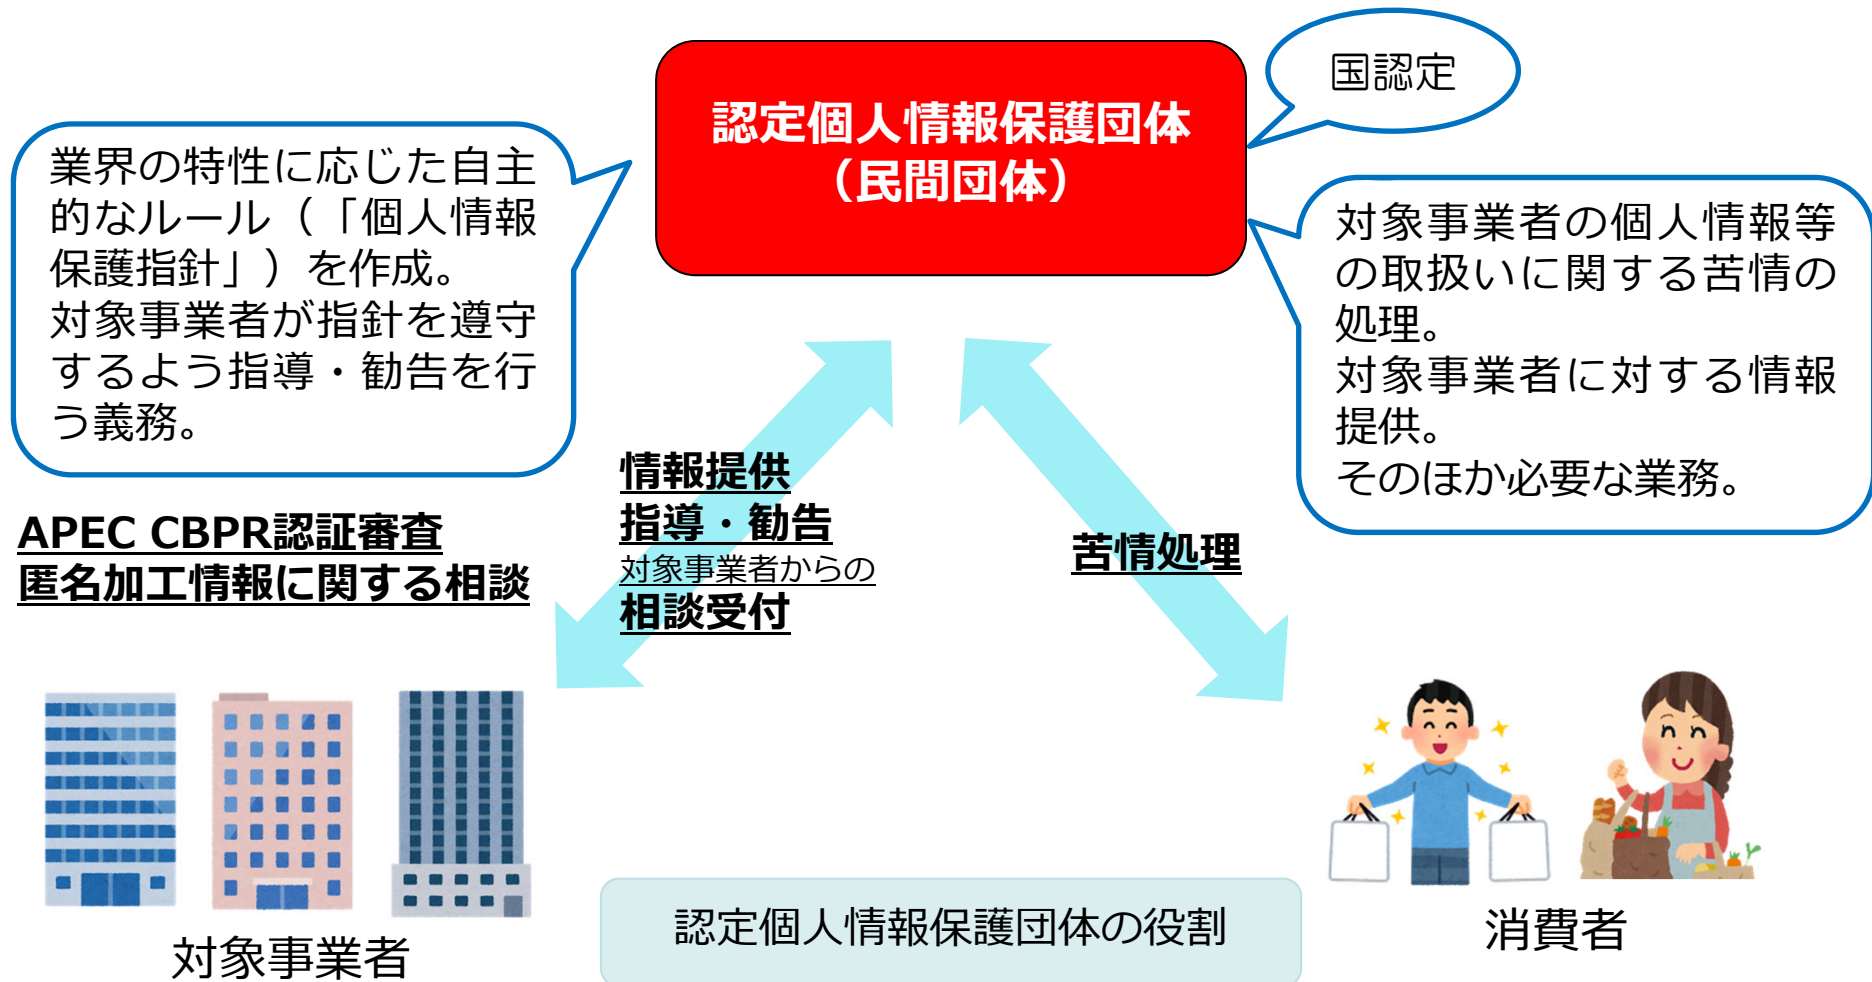 国認定
認定個人情報保護団体
（民間団体）
業界の特性に応じた自主
的なルール（「個人情報
保護指針」）を作成。
対象事業者が指針を遵守
するよう指導・勧告を行
う義務。
対象事業者の個人情報等
の取扱いに関する苦情の
処理。
対象事業者に対する情報
提供。
そのほか必要な業務。
APEC CBPR認証審査
匿名加工情報に関する相談
情報提供
指導・勧告
対象事業者からの
相談受付
苦情処理
対象事業者
認定個人情報保護団体の役割
消費者